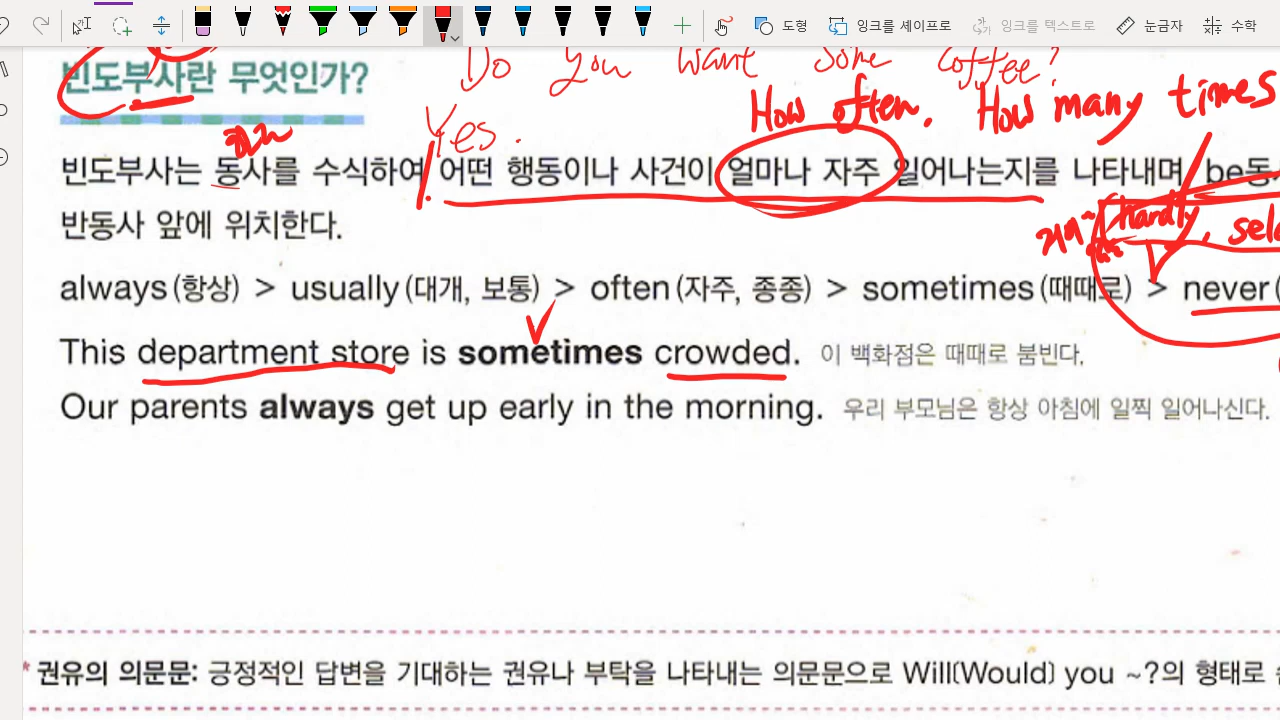 도형 잉크를 셰이프로 잉크를 텍스트로 눈금자 수학
Do you want some coffee?
빈도부사란 무엇인가?
How often. How many times
Yes.
빈도부사는 동사를 수식하여 어떤 행동이나 사건이 얼마나 자주 일어나는지를 나타내며, be동
hardly, sel
반동사 앞에 위치한다.
always(항상) > usually(대개, 보통) > often(자주, 종종) > sometimes(때때로) > never(
This department store is sometimes crowded. 이 백화점은 때때로 붐빈다.
Our parents always get up early in the morning. 우리 부모님은 항상 아침에 일찍 일어나신다.
* 권유의 의문문: 긍정적인 답변을 기대하는 권유나 부탁을 나타내는 의문문으로 Will(Would) you ~?의 형태로